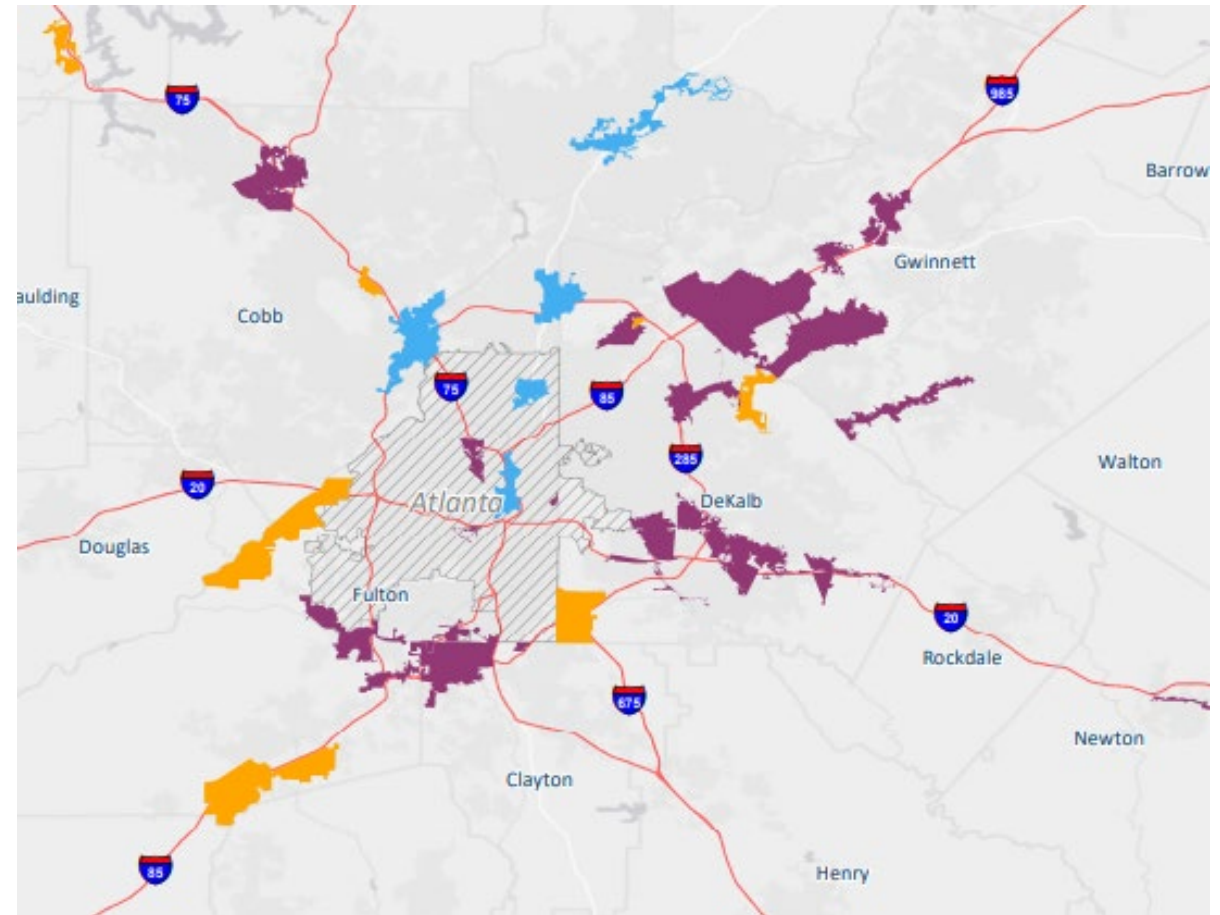 75
985
Barrow
Gwinnett
aulding
Cobb
75
85
285
Walton
20
Atlanta
DeKalb
Douglas
Fulton
20
Rockdale
675
Newton
Clayton
85
Henry